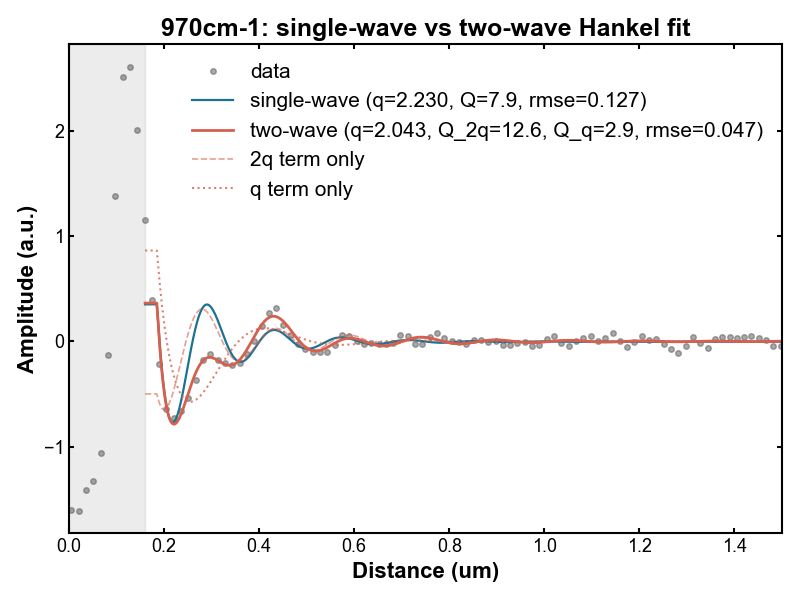 970cm-1: single-wave vs two-wave Hankel fit
data
single-wave (q=2.230, Q=7.9, rmse=0.127)
two-wave (q=2.043, Q_2q=12.6, Q_q=2.9, rmse=0.047)
2q term only
q term only
Amplitude (a.u.)
2
1
0
−1
0.0 0.2 0.4 0.6 0.8 1.0 1.2 1.4
Distance (um)